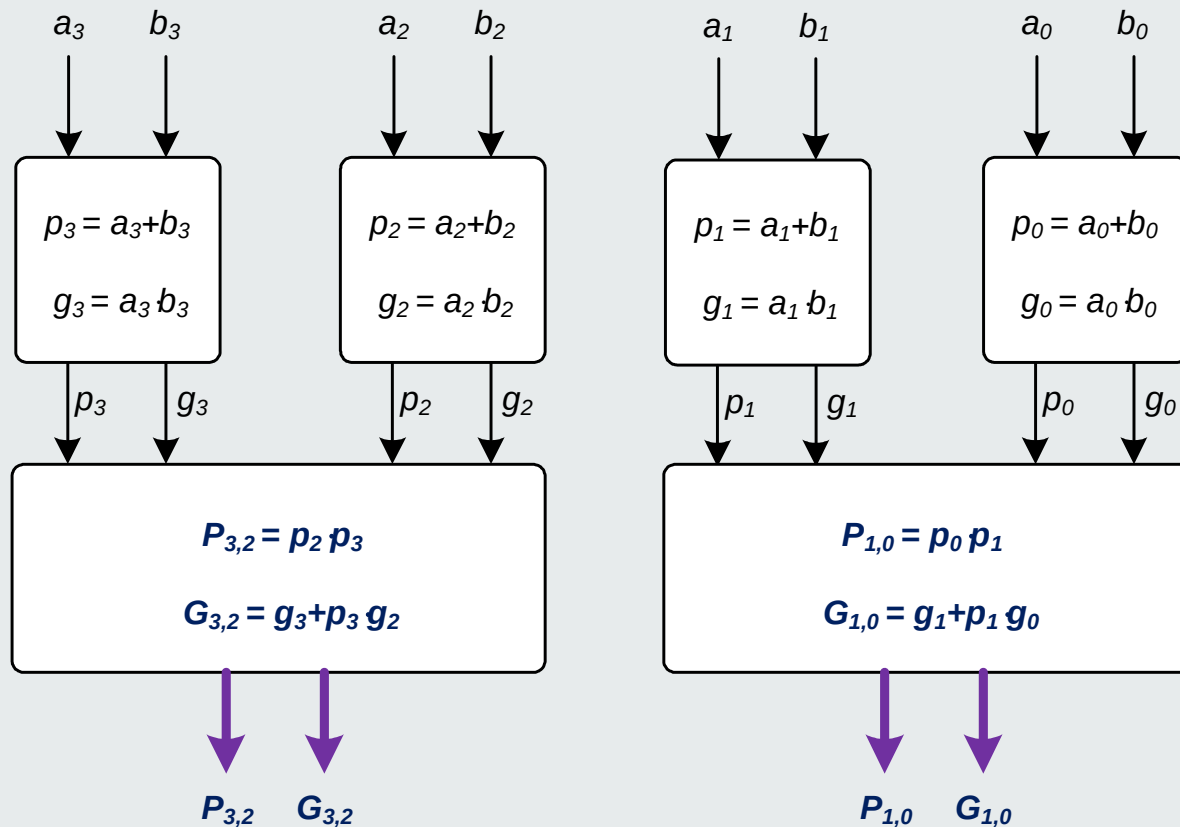 a₃ b₃ a₂ b₂ a₁ b₁ a₀ b₀
p₃ = a₃+b₃ p₂ = a₂+b₂ p₁ = a₁+b₁ p₀ = a₀+b₀
g₃ = a₃·b₃ g₂ = a₂·b₂ g₁ = a₁·b₁ g₀ = a₀·b₀
p₃ g₃ p₂ g₂ p₁ g₁ p₀ g₀
P₃,₂ = p₂·p₃ P₁,₀ = p₀·p₁
G₃,₂ = g₃+p₃·g₂ G₁,₀ = g₁+p₁·g₀
P₃,₂ G₃,₂ P₁,₀ G₁,₀